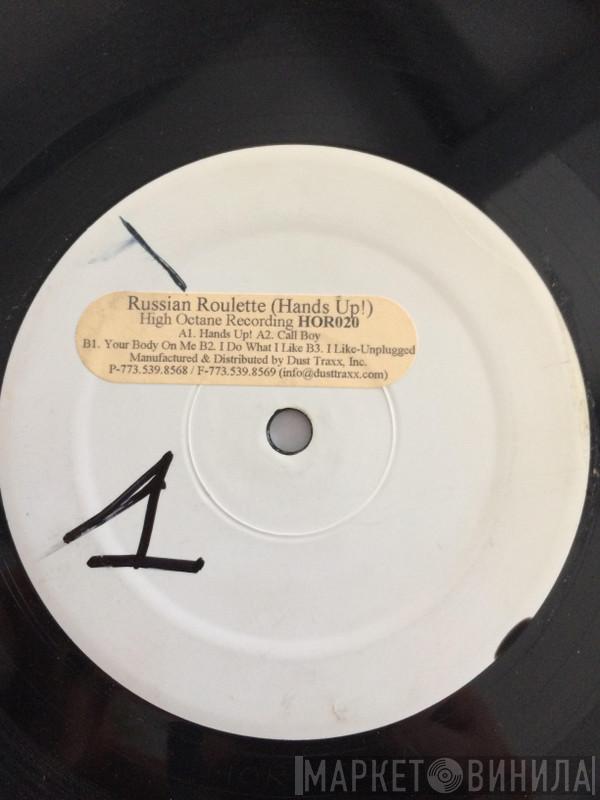 Russian Roulette (Hands Up!)
High Octane Recording HOR020
A1. Hands Up! A2. Call Boy
B1. Your Body On Me B2. I Do What I Like B3. I Like-Unplugged
Manufactured & Distributed by Dust Traxx, Inc.
P-773.539.8568 / F-773.539.8569 (info@dusttraxx.com)
1
МАРКЕТ ВИНИЛА